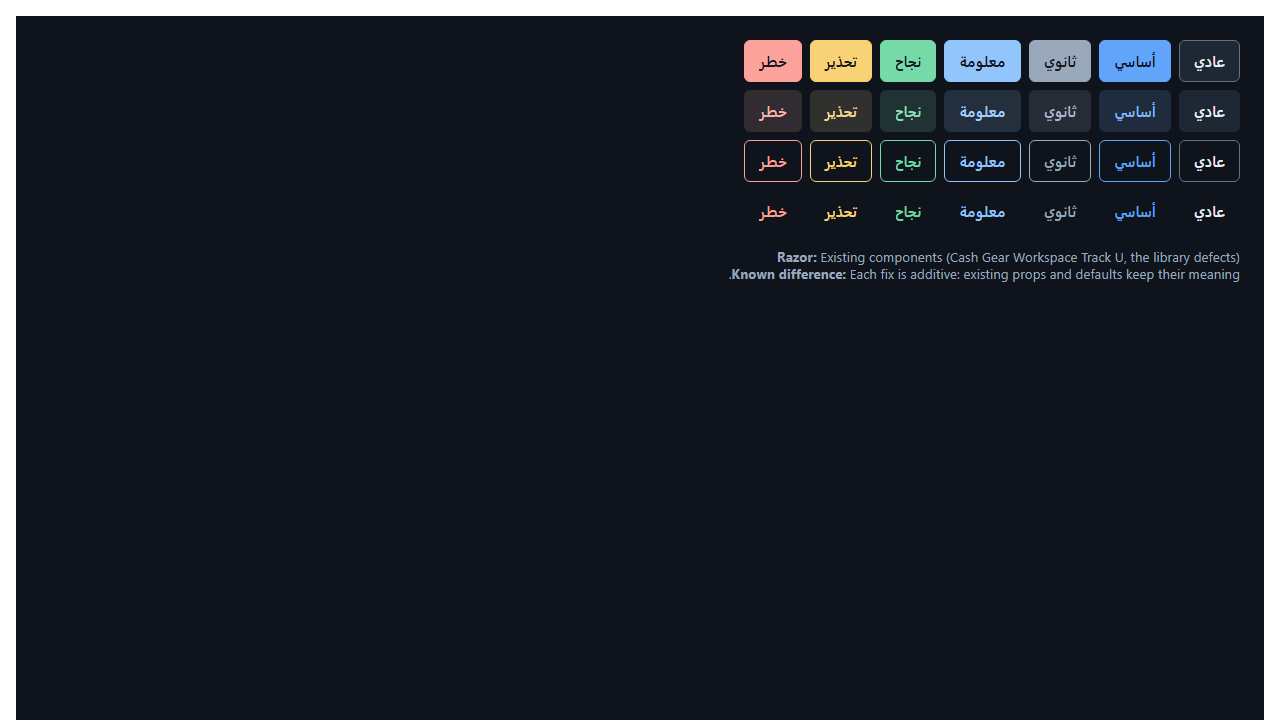 عادي أساسي ثانوي معلومة نجاح تحذير خطر
عادي أساسي ثانوي معلومة نجاح تحذير خطر
عادي أساسي ثانوي معلومة نجاح تحذير خطر
عادي أساسي ثانوي معلومة نجاح تحذير خطر
Razor: Existing components (Cash Gear Workspace Track U, the library defects)
Known difference: Each fix is additive: existing props and defaults keep their meaning.